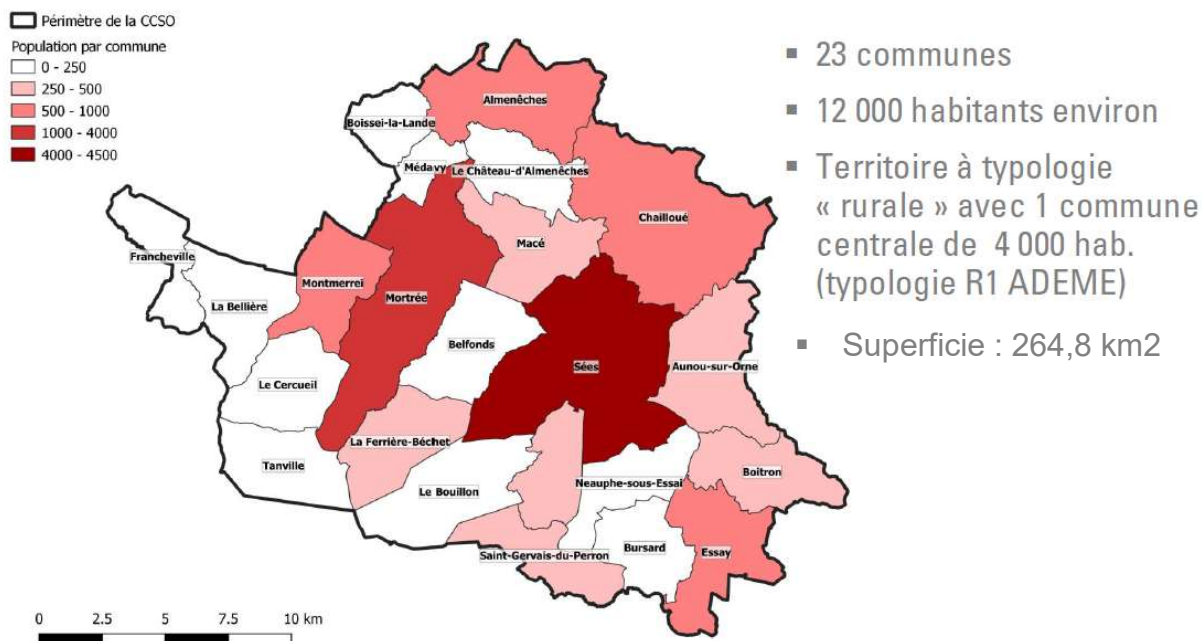 Périmètre de la CCSO
Population par commune
0 - 250
250 - 500
500 - 1000
1000 - 4000
4000 - 4500
Almenêches
Boissei-la-Lande
Médavy
Le Château-d'Almenêches
Chailloué
Macé
Francheville
Montmerrei
La Bellière
Mortrée
Belfonds
Sées
Aunou-sur-Orne
Le Cercueil
La Ferrière-Béchet
Tanville
Boitron
Le Bouillon
Neauphe-sous-Essai
Saint-Gervais-du-Perron
Bursard
Essay
0 2.5 5 7.5 10 km
▪ 23 communes
▪ 12 000 habitants environ
▪ Territoire à typologie
« rurale » avec 1 commune
centrale de 4 000 hab.
(typologie R1 ADEME)
▪ Superficie : 264,8 km2